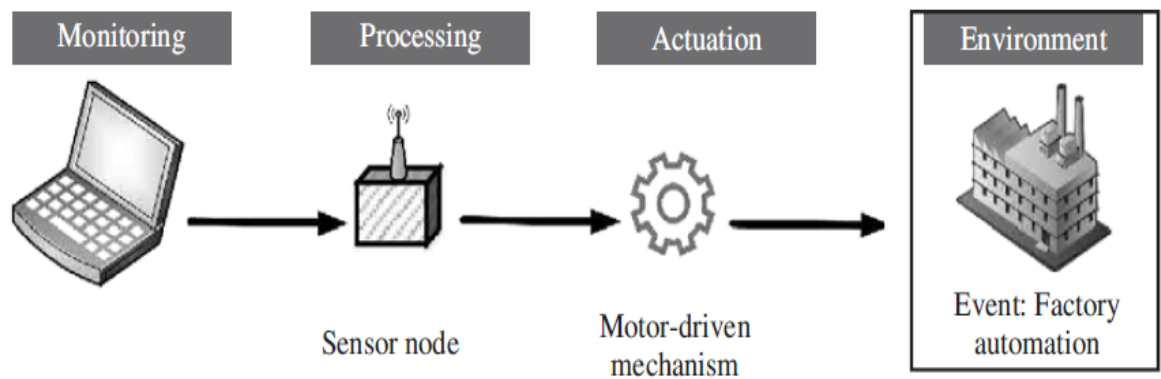 Monitoring
Processing
Actuation
Environment
Sensor node
Motor-driven
mechanism
Event: Factory
automation